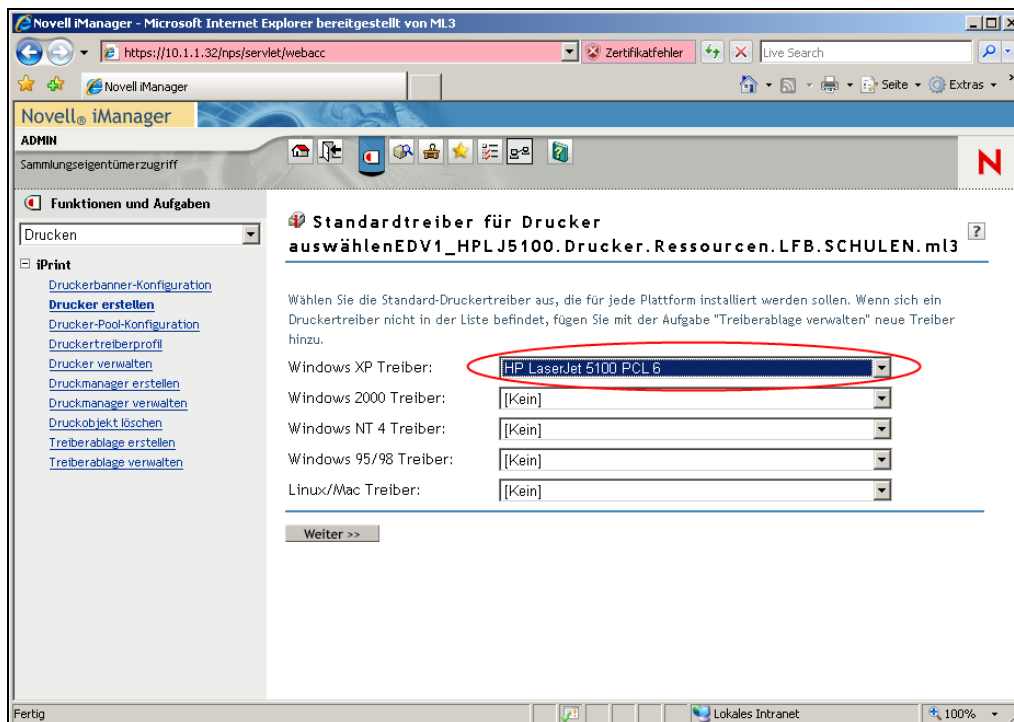 Novell iManager - Microsoft Internet Explorer bereitgestellt von ML3
https://10.1.1.32/nps/servlet/webacc
Zertifikatfehler
Live Search
Novell iManager
Seite
Extras
Novell® iManager
ADMIN
Sammlungseigentümerzugriff
N
Funktionen und Aufgaben
Drucken
iPrint
Druckerbanner-Konfiguration
Drucker erstellen
Drucker-Pool-Konfiguration
Druckertreiberprofil
Drucker verwalten
Druckmanager erstellen
Druckmanager verwalten
Druckobjekt löschen
Treiberablage erstellen
Treiberablage verwalten
Standardtreiber für Drucker
auswählenEDV1_HPLJ5100.Drucker.Ressourcen.LFB.SCHULEN.ml3
?
Wählen Sie die Standard-Druckertreiber aus, die für jede Plattform installiert werden sollen. Wenn sich ein
Druckertreiber nicht in der Liste befindet, fügen Sie mit der Aufgabe "Treiberablage verwalten" neue Treiber
hinzu.
Windows XP Treiber: HP LaserJet 5100 PCL 6
Windows 2000 Treiber: [Kein]
Windows NT 4 Treiber: [Kein]
Windows 95/98 Treiber: [Kein]
Linux/Mac Treiber: [Kein]
Weiter >>
Fertig
Lokales Intranet
100%